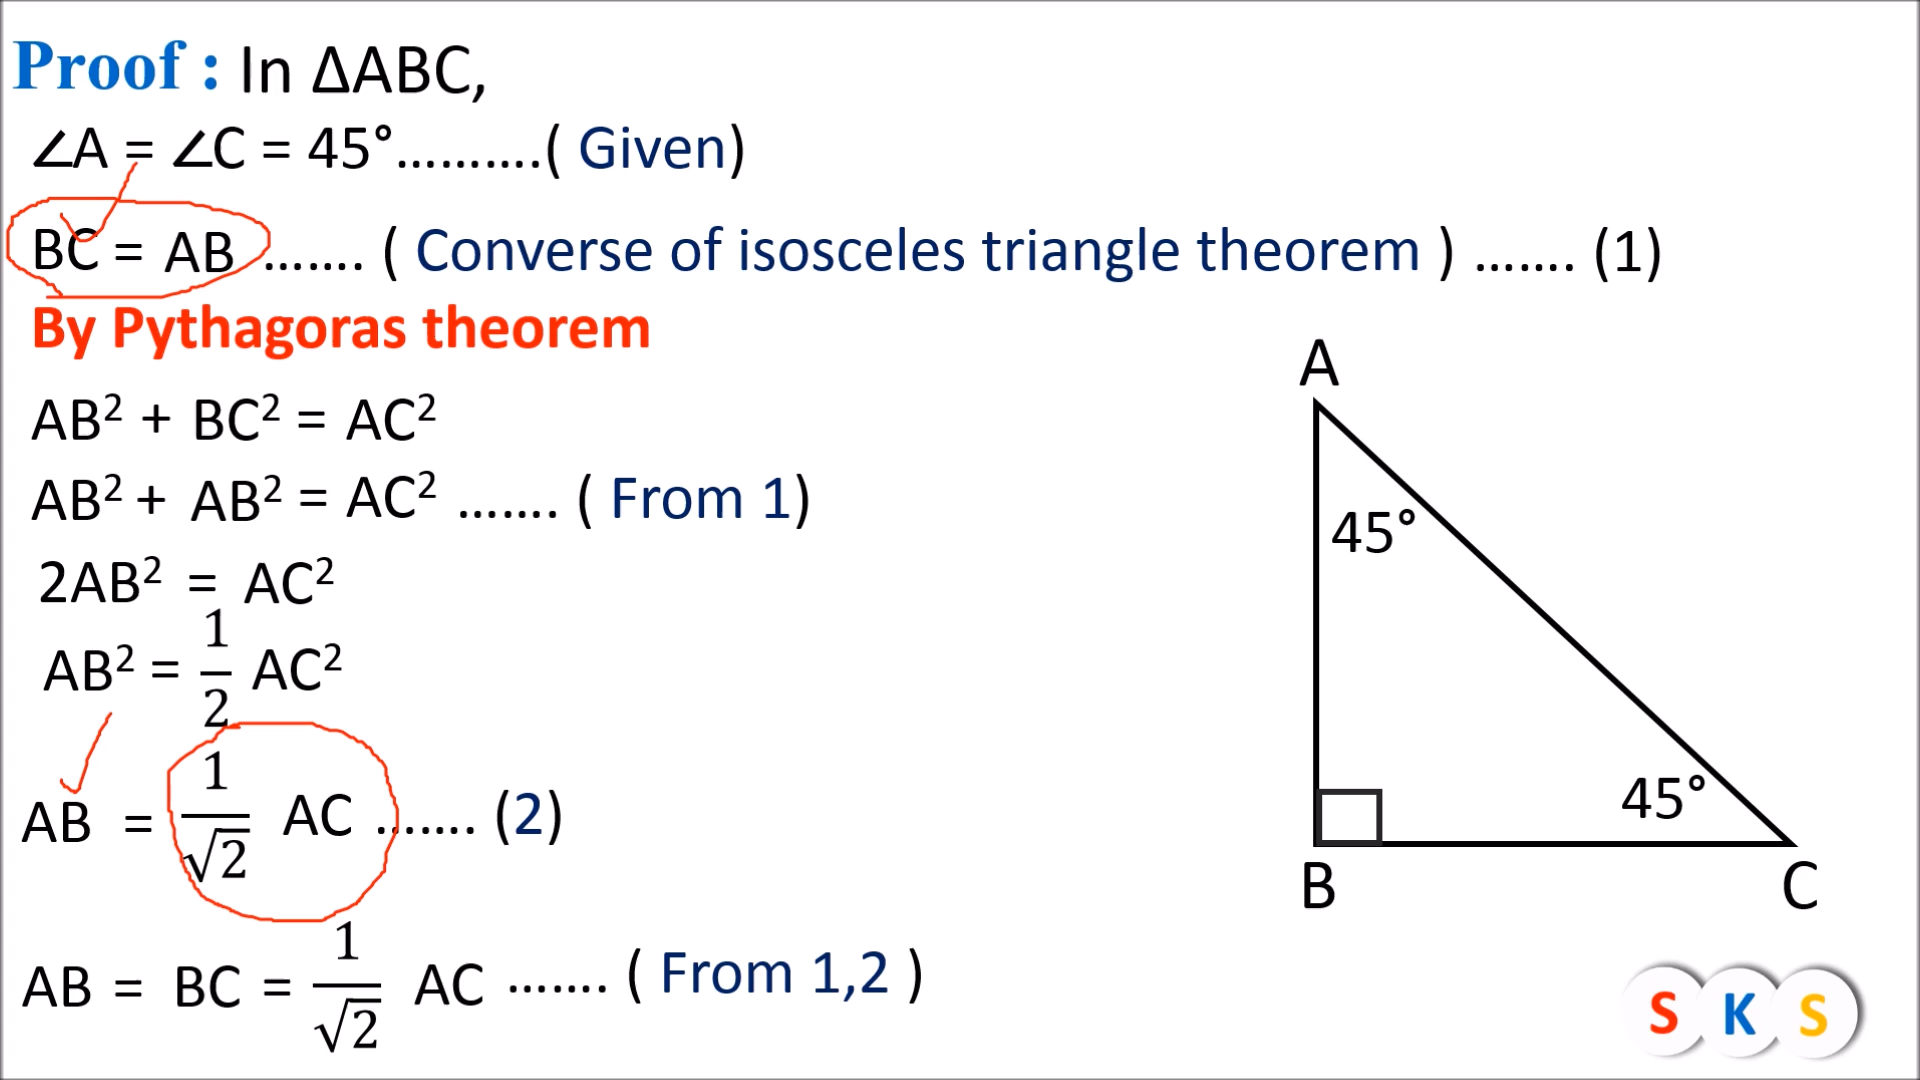 Proof : In ∆ABC,
∠A = ∠C = 45°..........( Given)
BC = AB ....... ( Converse of isosceles triangle theorem ) ....... (1)
By Pythagoras theorem
AB² + BC² = AC²
AB² + AB² = AC² ....... ( From 1)
2AB² = AC²
AB² = 1/2 AC²
AB = 1/√2 AC ....... (2)
AB = BC = 1/√2 AC ....... ( From 1,2 )
A
45°
45°
B C
S K S